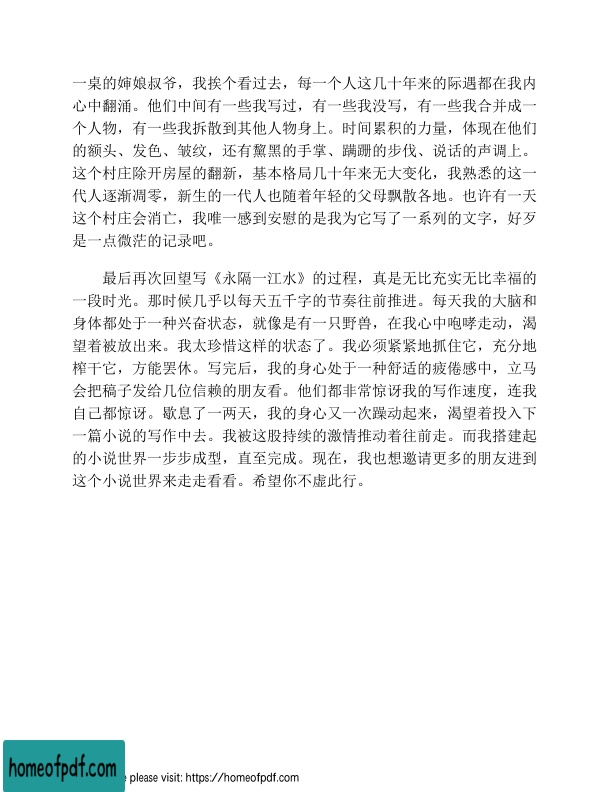 一桌的婶娘叔爷，我挨个看过去，每一个人这几十年来的际遇都在我内
心中翻涌。他们中间有一些我写过，有一些我没写，有一些我合并成一
个人物，有一些我拆散到其他人物身上。时间累积的力量，体现在他们
的额头、发色、皱纹，还有黧黑的手掌、蹒跚的步伐、说话的声调上。
这个村庄除开房屋的翻新，基本格局几十年来无大变化，我熟悉的这一
代人逐渐凋零，新生的一代人也随着年轻的父母飘散各地。也许有一天
这个村庄会消亡，我唯一感到安慰的是我为它写了一系列的文字，好歹
是一点微茫的记录吧。
最后再次回望写《永隔一江水》的过程，真是无比充实无比幸福的
一段时光。那时候几乎以每天五千字的节奏往前推进。每天我的大脑和
身体都处于一种兴奋状态，就像是有一只野兽，在我心中咆哮走动，渴
望着被放出来。我太珍惜这样的状态了。我必须紧紧地抓住它，充分地
榨干它，方能罢休。写完后，我的身心处于一种舒适的疲倦感中，立马
会把稿子发给几位信赖的朋友看。他们都非常惊讶我的写作速度，连我
自己都惊讶。歇息了一两天，我的身心又一次躁动起来，渴望着投入下
一篇小说的写作中去。我被这股持续的激情推动着往前走。而我搭建起
的小说世界一步步成型，直至完成。现在，我也想邀请更多的朋友进到
这个小说世界来走走看看。希望你不虚此行。
homeofpdf.com
e please visit: https://homeofpdf.com